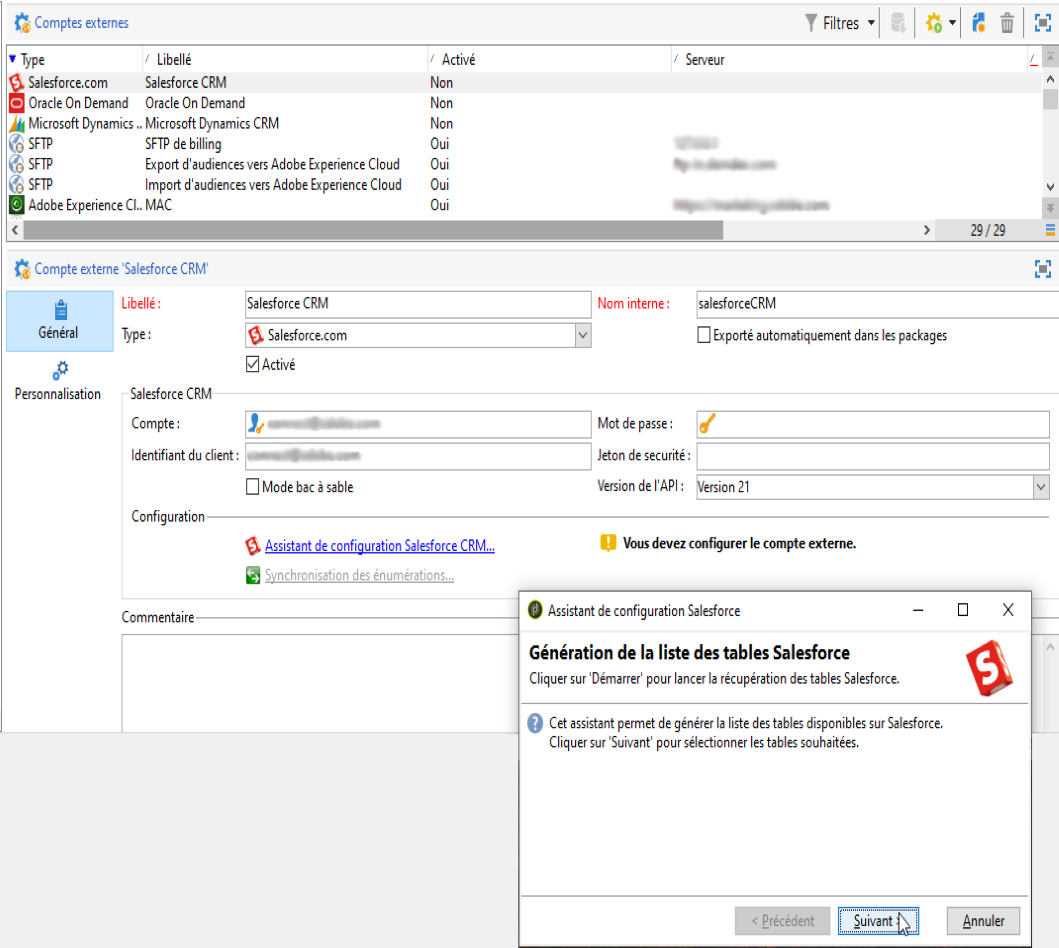 Comptes externes Filtres
Type Libellé Activé Serveur
Salesforce.com Salesforce CRM Non
Oracle On Demand Oracle On Demand Non
Microsoft Dynamics .. Microsoft Dynamics CRM Non
SFTP SFTP de billing Oui
SFTP Export d'audiences vers Adobe Experience Cloud Oui
SFTP Import d'audiences vers Adobe Experience Cloud Oui
Adobe Experience Cl.. MAC Oui
29 / 29
Compte externe 'Salesforce CRM'
Général
Personnalisation
Libellé : Salesforce CRM Nom interne : salesforceCRM
Type : Salesforce.com Exporté automatiquement dans les packages
Activé
Salesforce CRM
Compte : Mot de passe :
Identifiant du client : Jeton de securité :
Mode bac à sable Version de l'API : Version 21
Configuration
Assistant de configuration Salesforce CRM... Vous devez configurer le compte externe.
Synchronisation des énumérations...
Commentaire
Assistant de configuration Salesforce
Génération de la liste des tables Salesforce
Cliquer sur 'Démarrer' pour lancer la récupération des tables Salesforce.
Cet assistant permet de générer la liste des tables disponibles sur Salesforce.
Cliquer sur 'Suivant' pour sélectionner les tables souhaitées.
< Précédent Suivant > Annuler